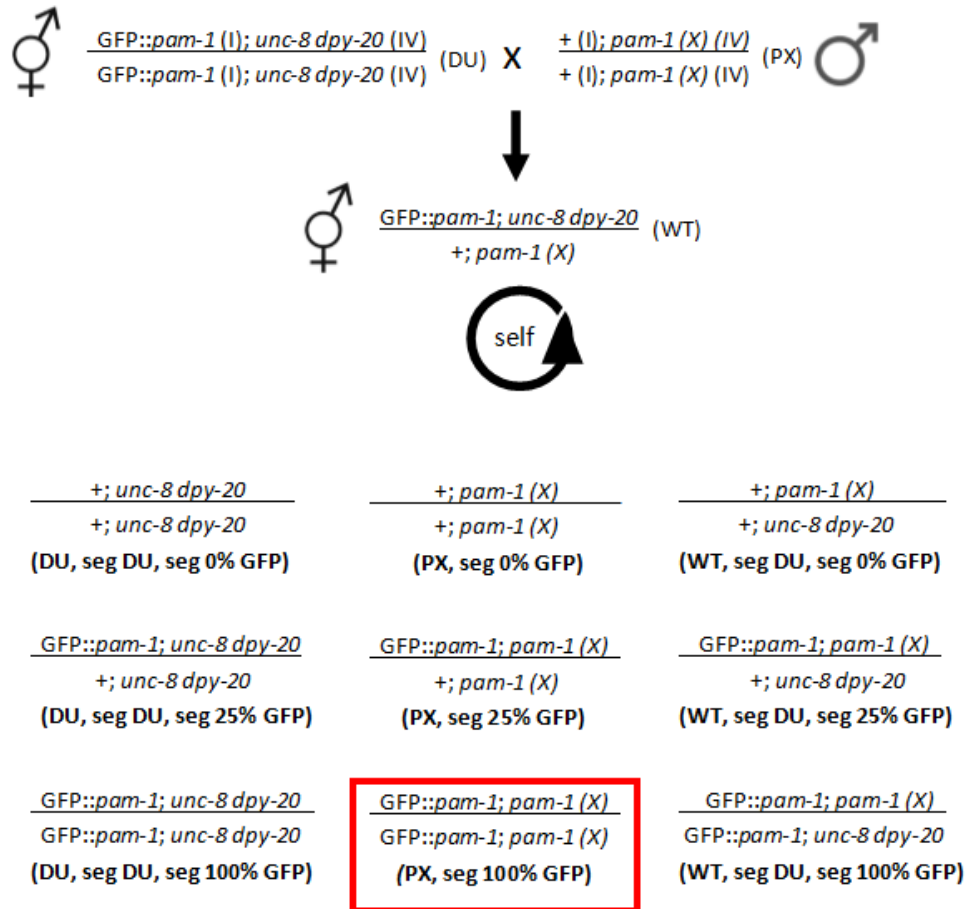 GFP::pam-1 (I); unc-8 dpy-20 (IV)
GFP::pam-1 (I); unc-8 dpy-20 (IV)
(DU)
X
+ (I); pam-1 (X) (IV)
+ (I); pam-1 (X) (IV)
(PX)
GFP::pam-1; unc-8 dpy-20
+; pam-1 (X)
(WT)
self
+; unc-8 dpy-20
+; unc-8 dpy-20
(DU, seg DU, seg 0% GFP)
+; pam-1 (X)
+; pam-1 (X)
(PX, seg 0% GFP)
+; pam-1 (X)
+; unc-8 dpy-20
(WT, seg DU, seg 0% GFP)
GFP::pam-1; unc-8 dpy-20
+; unc-8 dpy-20
(DU, seg DU, seg 25% GFP)
GFP::pam-1; pam-1 (X)
+; pam-1 (X)
(PX, seg 25% GFP)
GFP::pam-1; pam-1 (X)
+; unc-8 dpy-20
(WT, seg DU, seg 25% GFP)
GFP::pam-1; unc-8 dpy-20
GFP::pam-1; unc-8 dpy-20
(DU, seg DU, seg 100% GFP)
GFP::pam-1; pam-1 (X)
GFP::pam-1; pam-1 (X)
(PX, seg 100% GFP)
GFP::pam-1; pam-1 (X)
GFP::pam-1; unc-8 dpy-20
(WT, seg DU, seg 100% GFP)